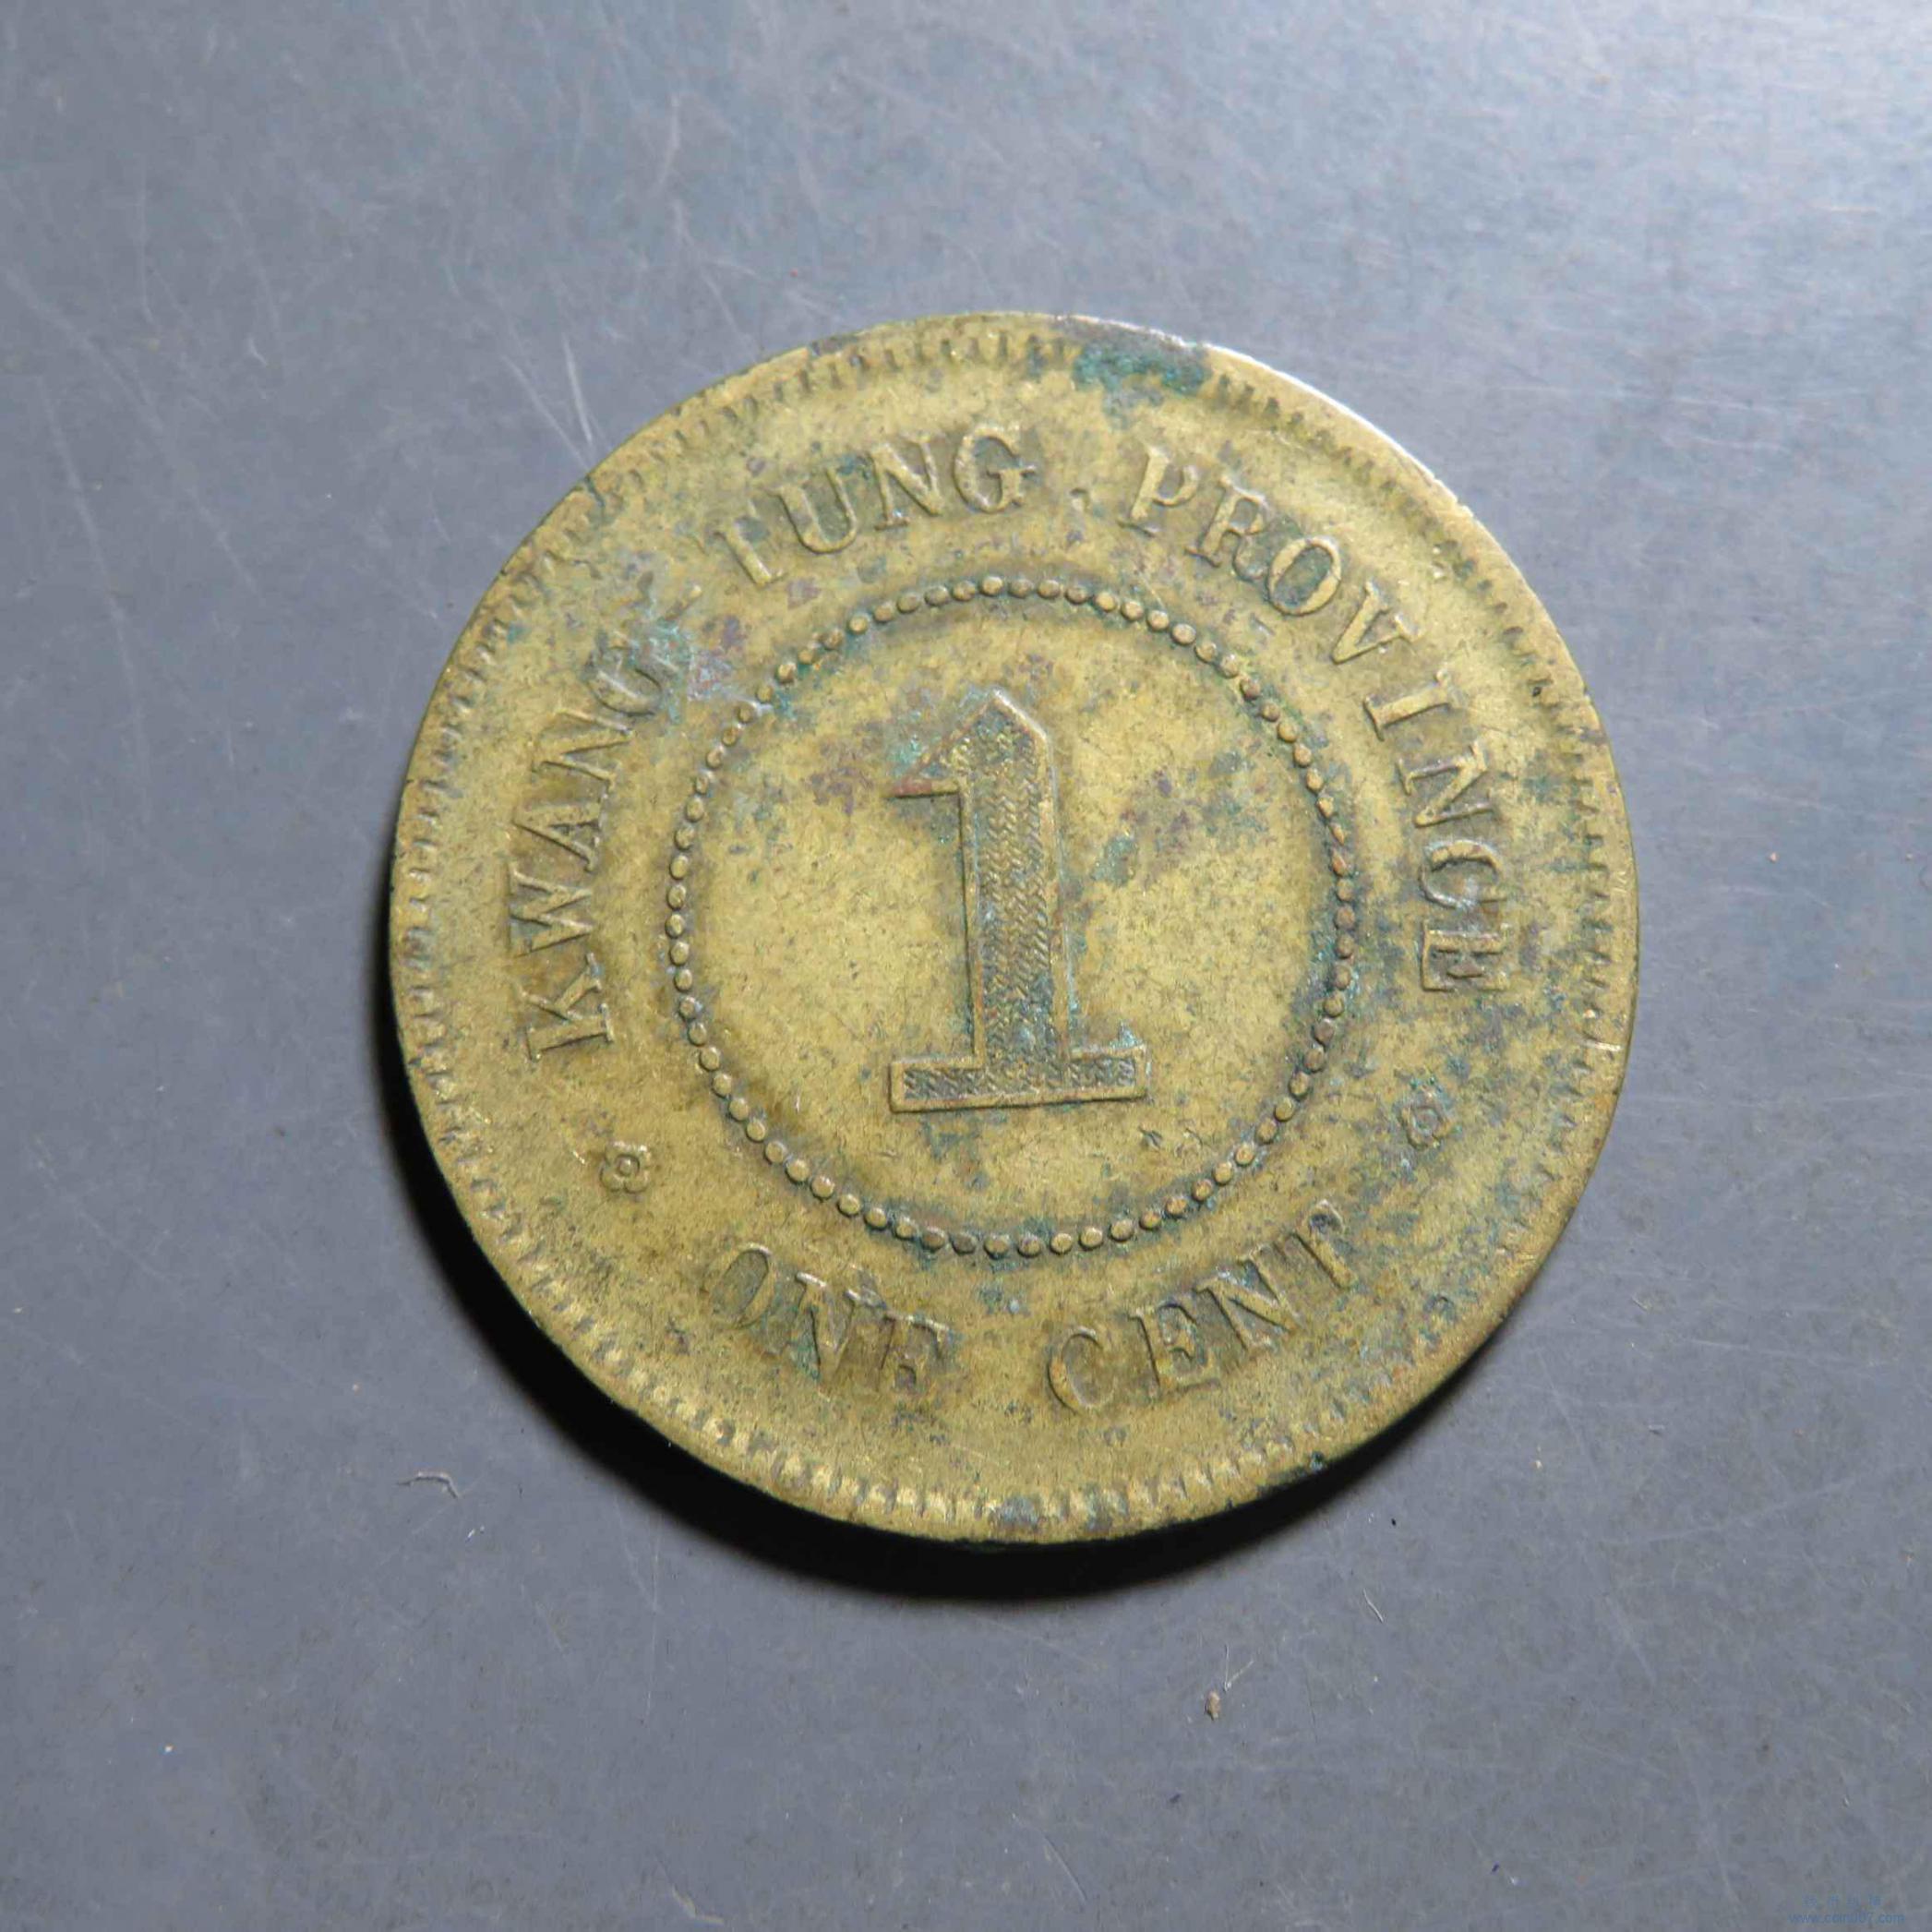 KWANG TUNG PROVINCE
1
ONE CENT